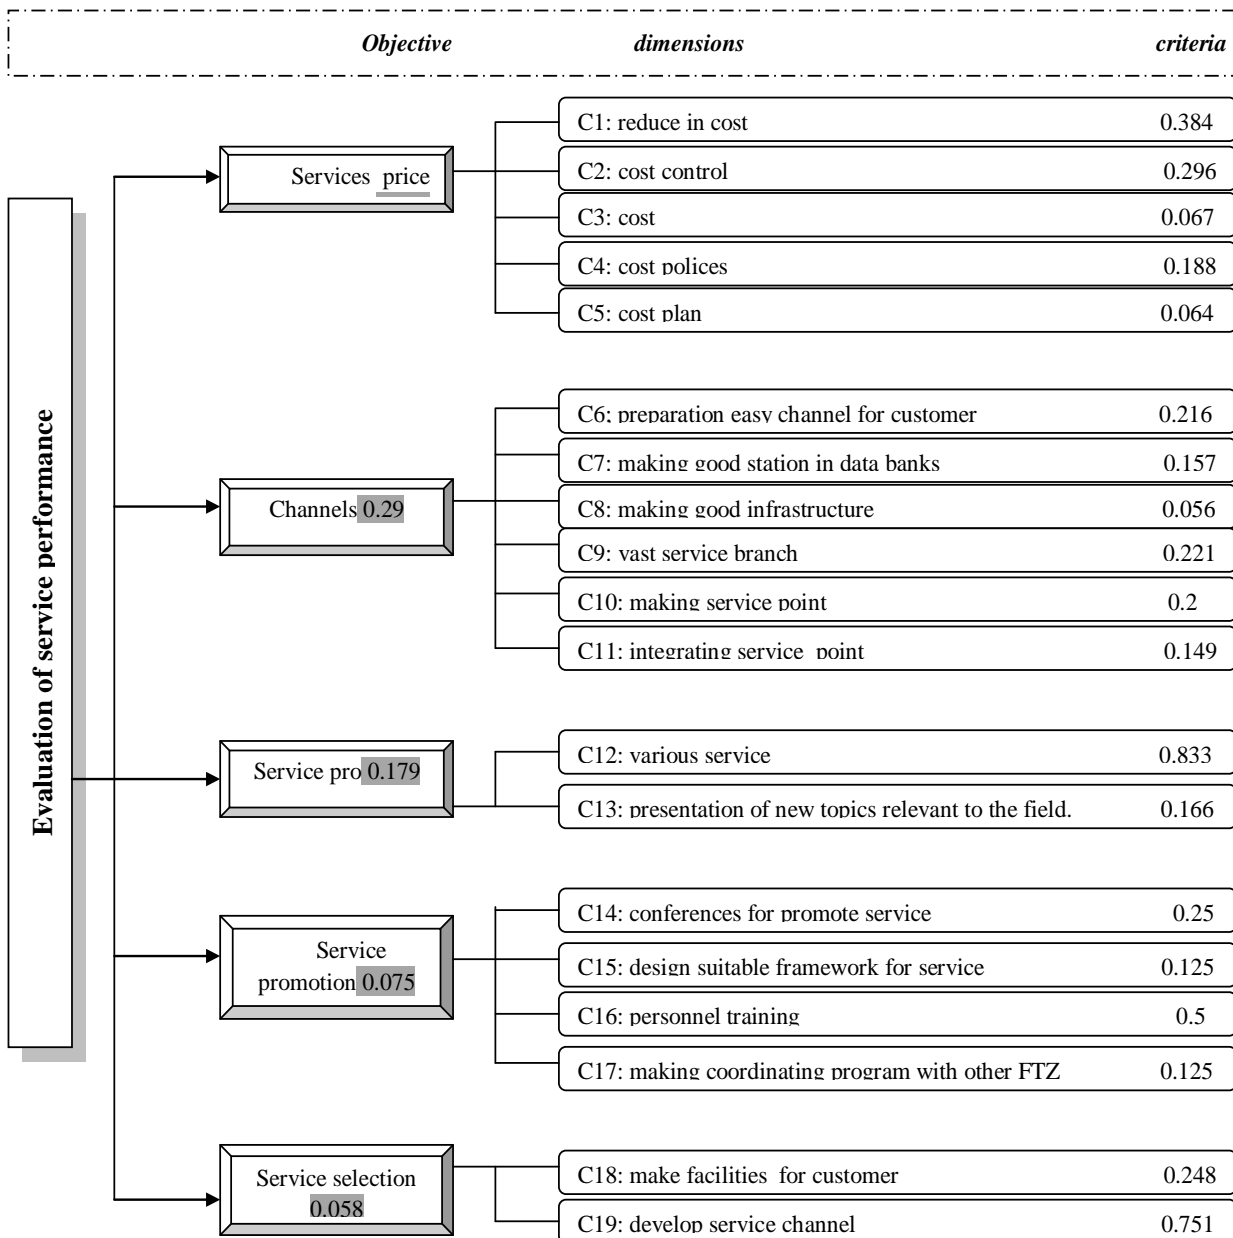 Objective dimensions criteria
Evaluation of service performance
Services price
C1: reduce in cost 0.384
C2: cost control 0.296
C3: cost 0.067
C4: cost polices 0.188
C5: cost plan 0.064
Channels 0.29
C6: preparation easy channel for customer 0.216
C7: making good station in data banks 0.157
C8: making good infrastructure 0.056
C9: vast service branch 0.221
C10: making service point 0.2
C11: integrating service point 0.149
Service pro 0.179
C12: various service 0.833
C13: presentation of new topics relevant to the field. 0.166
Service
promotion 0.075
C14: conferences for promote service 0.25
C15: design suitable framework for service 0.125
C16: personnel training 0.5
C17: making coordinating program with other FTZ 0.125
Service selection
0.058
C18: make facilities for customer 0.248
C19: develop service channel 0.751